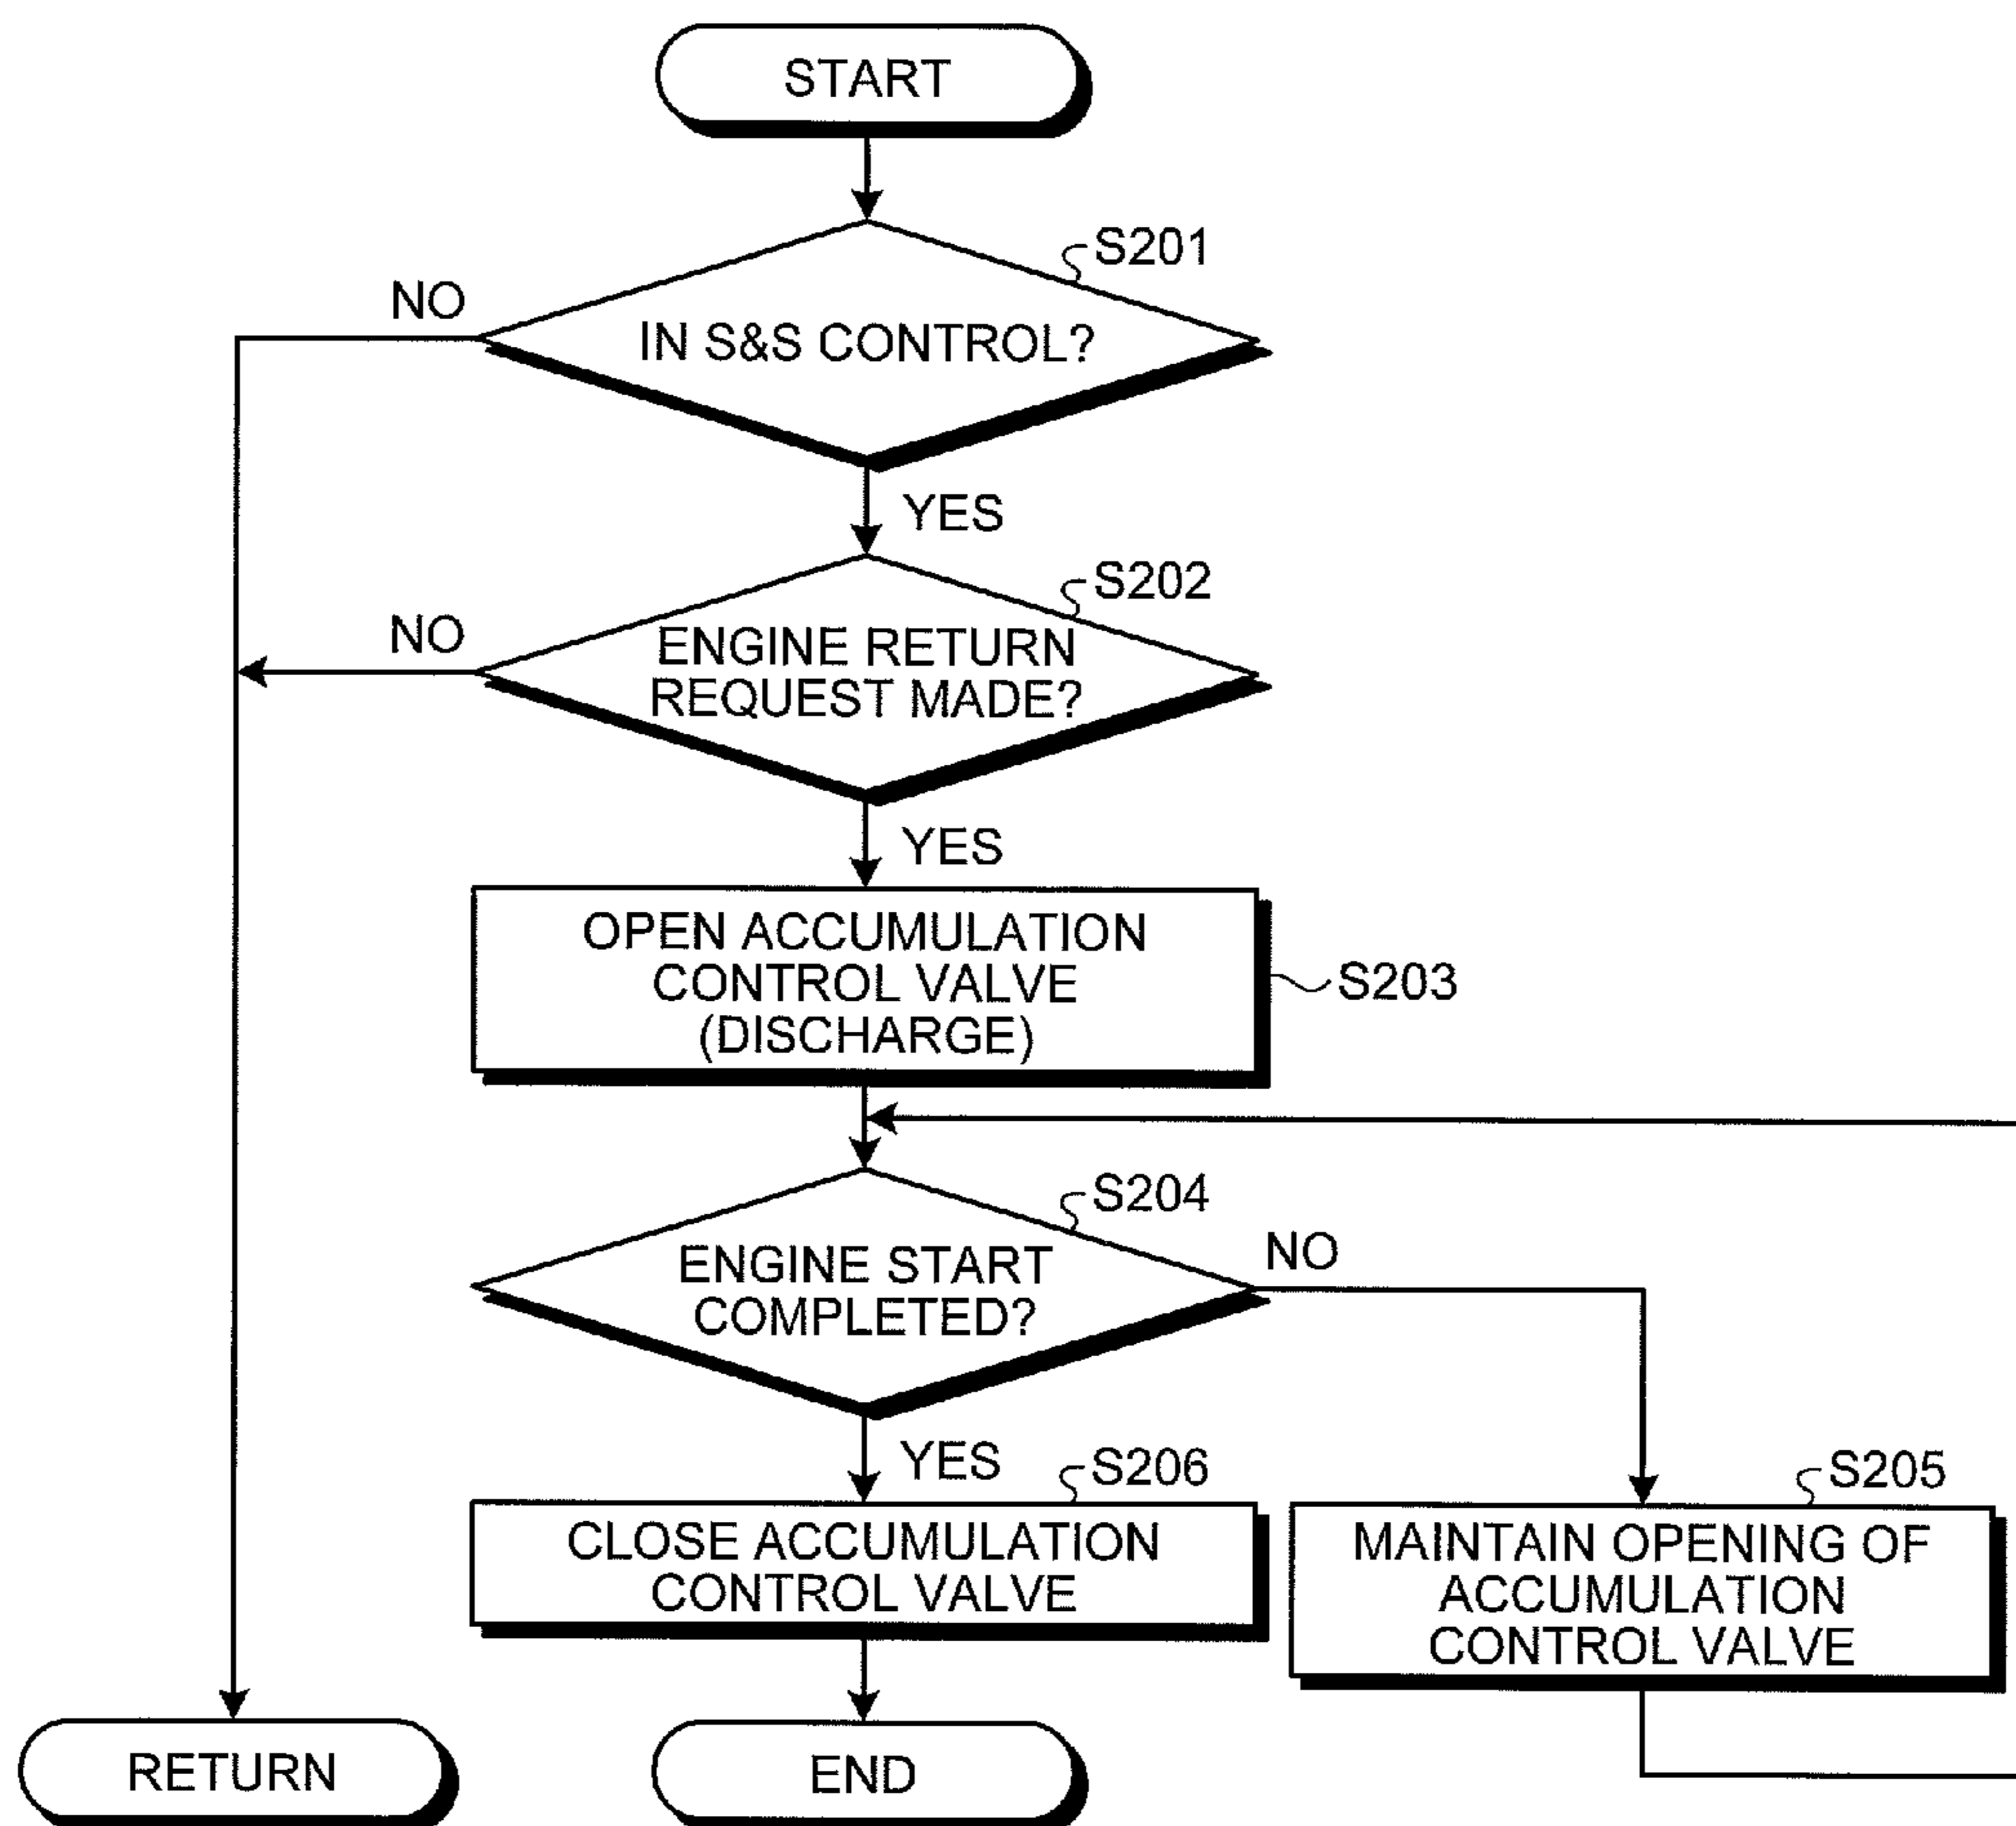 START
S201
NO
IN S&S CONTROL?
YES
S202
NO
ENGINE RETURN
REQUEST MADE?
YES
OPEN ACCUMULATION
CONTROL VALVE
(DISCHARGE)
S203
S204
NO
ENGINE START
COMPLETED?
YES
S206
S205
CLOSE ACCUMULATION
CONTROL VALVE
MAINTAIN OPENING OF
ACCUMULATION
CONTROL VALVE
RETURN
END